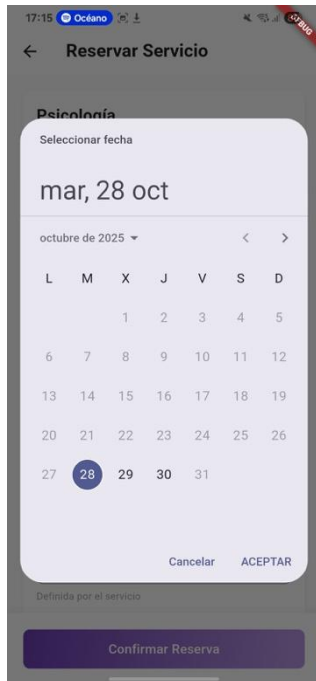 17:15 Océano
DEBUG
← Reservar Servicio
Psicología
Seleccionar fecha
mar, 28 oct
octubre de 2025
L M X J V S D
1 2 3 4 5
6 7 8 9 10 11 12
13 14 15 16 17 18 19
20 21 22 23 24 25 26
27 28 29 30 31
Cancelar ACEPTAR
Definida por el servicio
Confirmar Reserva